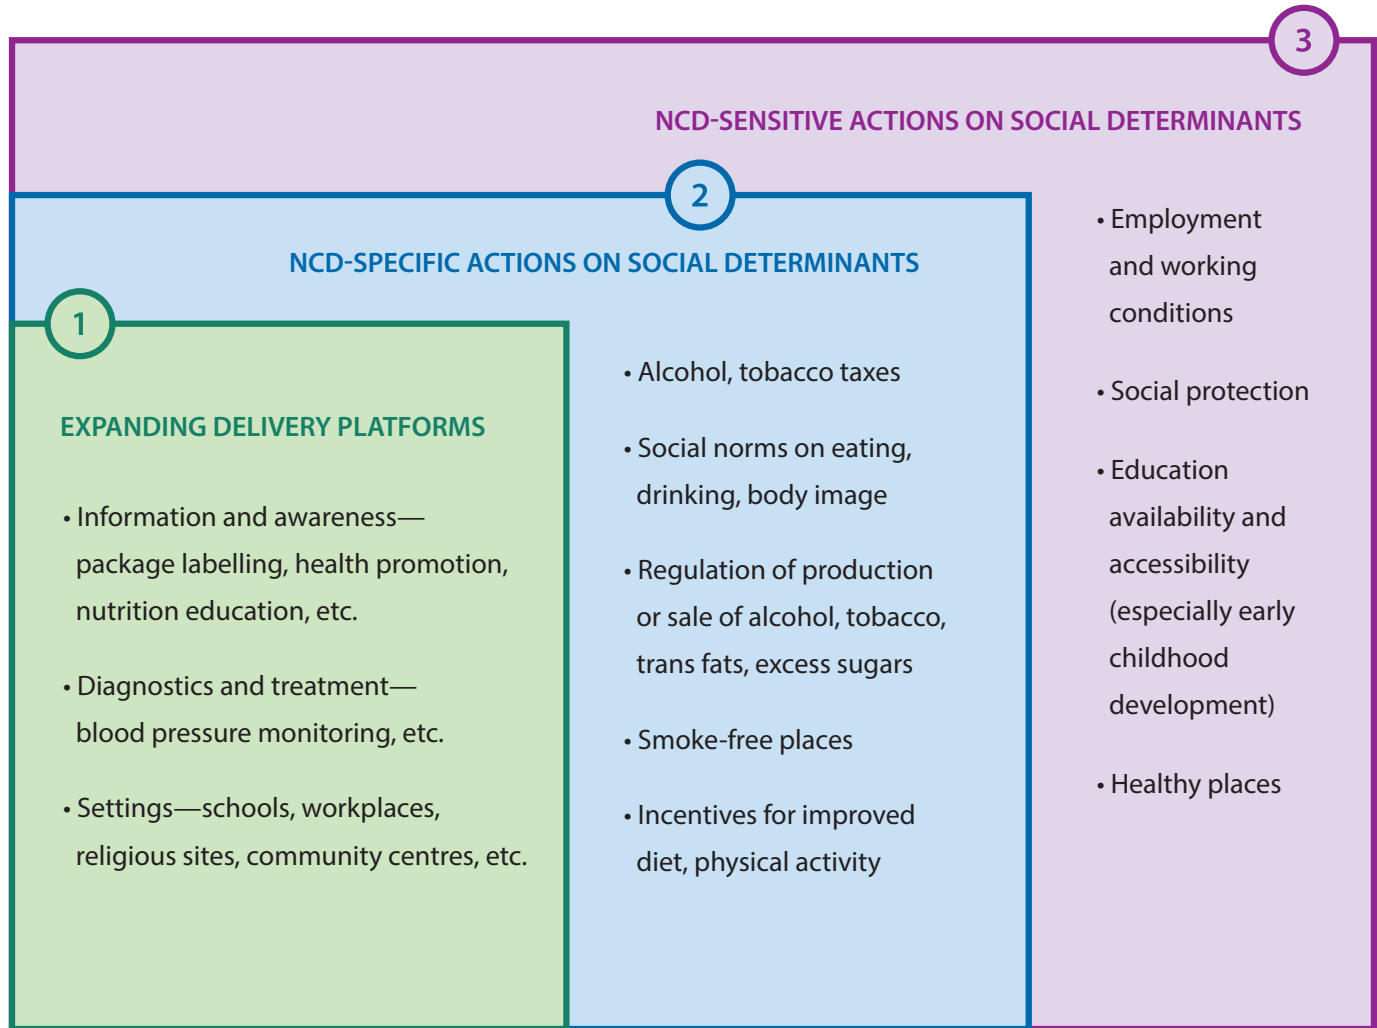 3
NCD-SENSITIVE ACTIONS ON SOCIAL DETERMINANTS
• Employment
and working
conditions
• Social protection
• Education
availability and
accessibility
(especially early
childhood
development)
• Healthy places
2
NCD-SPECIFIC ACTIONS ON SOCIAL DETERMINANTS
• Alcohol, tobacco taxes
• Social norms on eating,
drinking, body image
• Regulation of production
or sale of alcohol, tobacco,
trans fats, excess sugars
• Smoke-free places
• Incentives for improved
diet, physical activity
1
EXPANDING DELIVERY PLATFORMS
• Information and awareness—
package labelling, health promotion,
nutrition education, etc.
• Diagnostics and treatment—
blood pressure monitoring, etc.
• Settings—schools, workplaces,
religious sites, community centres, etc.